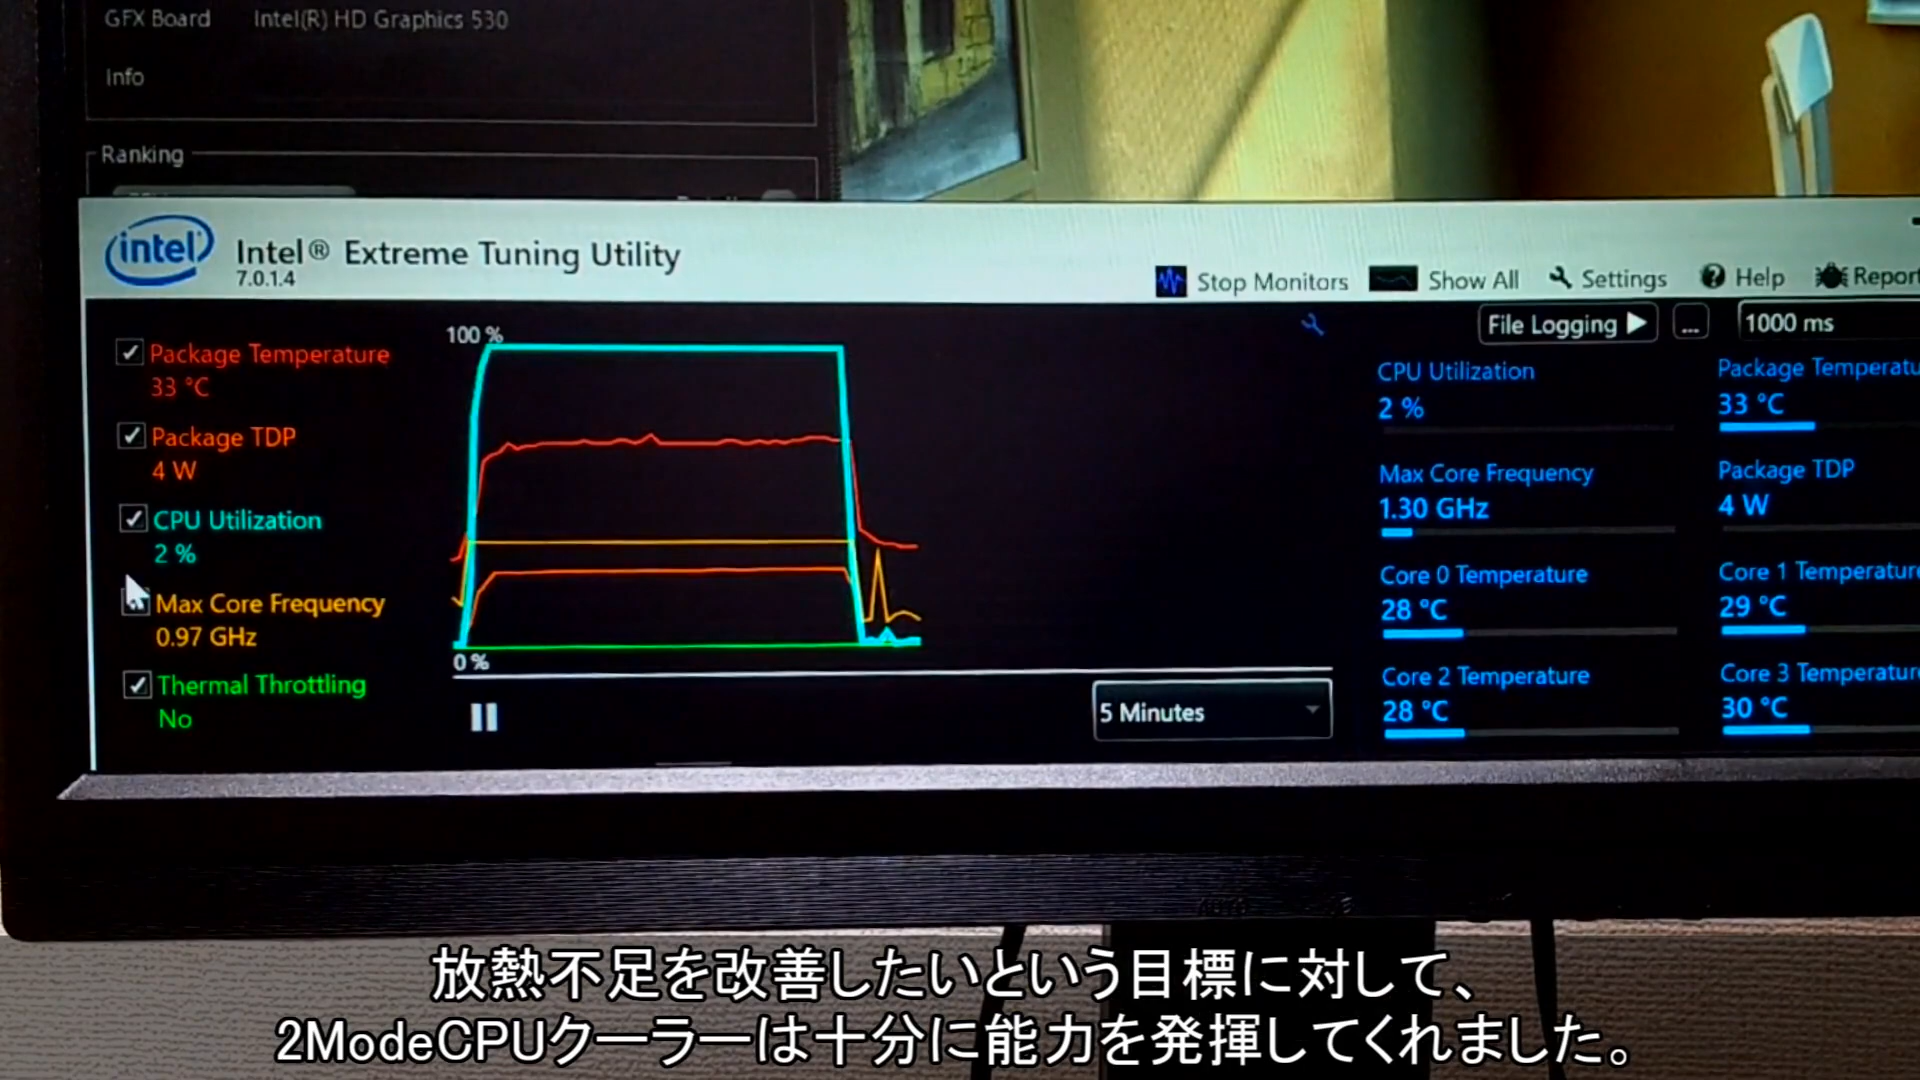 GFX Board Intel(R) HD Graphics 530
Info
Ranking
intel
Intel® Extreme Tuning Utility
7.0.1.4
Stop Monitors Show All Settings Help Report
File Logging ... 1000 ms
Package Temperature
33 °C
Package TDP
4 W
CPU Utilization
2 %
Max Core Frequency
0.97 GHz
Thermal Throttling
No
100 %
0 %
5 Minutes
CPU Utilization
2 %
Package Temperatu
33 °C
Max Core Frequency
1.30 GHz
Package TDP
4 W
Core 0 Temperature
28 °C
Core 1 Temperature
29 °C
Core 2 Temperature
28 °C
Core 3 Temperature
30 °C
放熱不足を改善したいという目標に対して、
2ModeCPUクーラーは十分に能力を発揮してくれました。